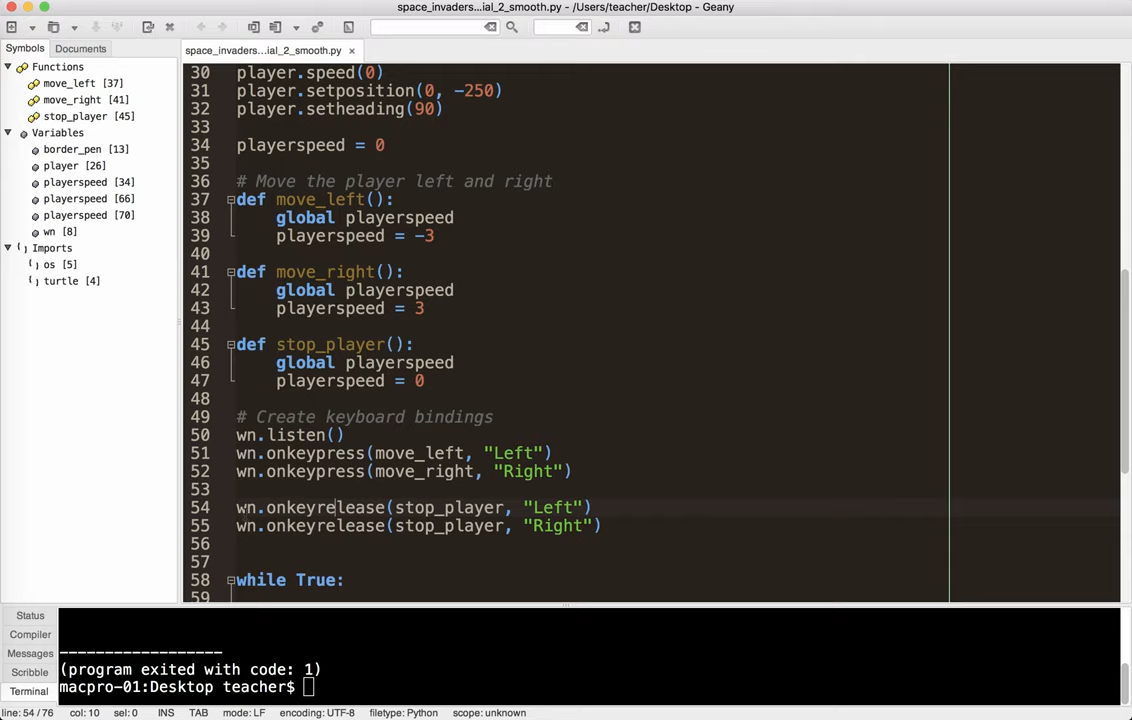 space_invaders...ial_2_smooth.py - /Users/teacher/Desktop - Geany
Symbols Documents
space_invaders...ial_2_smooth.py ×
Functions
move_left [37]
move_right [41]
stop_player [45]
Variables
border_pen [13]
player [26]
playerspeed [34]
playerspeed [66]
playerspeed [70]
wn [8]
Imports
os [5]
turtle [4]
30 player.speed(0)
31 player.setposition(0, -250)
32 player.setheading(90)
33
34 playerspeed = 0
35
36 # Move the player left and right
37 def move_left():
38 global playerspeed
39 playerspeed = -3
40
41 def move_right():
42 global playerspeed
43 playerspeed = 3
44
45 def stop_player():
46 global playerspeed
47 playerspeed = 0
48
49 # Create keyboard bindings
50 wn.listen()
51 wn.onkeypress(move_left, "Left")
52 wn.onkeypress(move_right, "Right")
53
54 wn.onkeyrelease(stop_player, "Left")
55 wn.onkeyrelease(stop_player, "Right")
56
57
58 while True:
59
Status
Compiler
Messages
Scribble
Terminal
------------------
(program exited with code: 1)
macpro-01:Desktop teacher$
line: 54 / 76 col: 10 sel: 0 INS TAB mode: LF encoding: UTF-8 filetype: Python scope: unknown